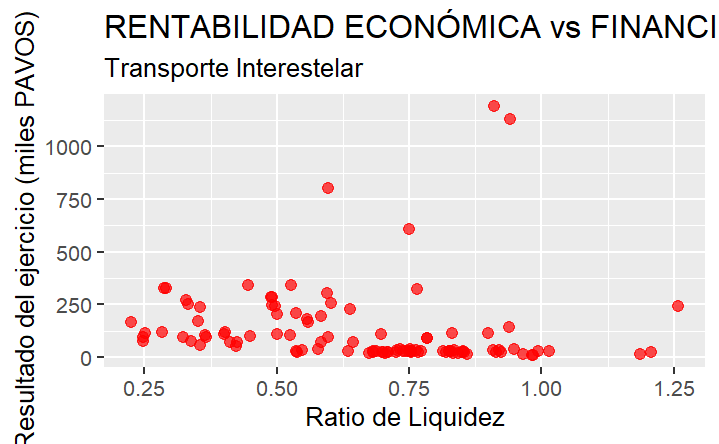 RENTABILIDAD ECONÓMICA vs FINANCI
Transporte Interestelar
Resultado del ejercicio (miles PAVOS)
1000
750
500
250
0
0.25 0.50 0.75 1.00 1.25
Ratio de Liquidez